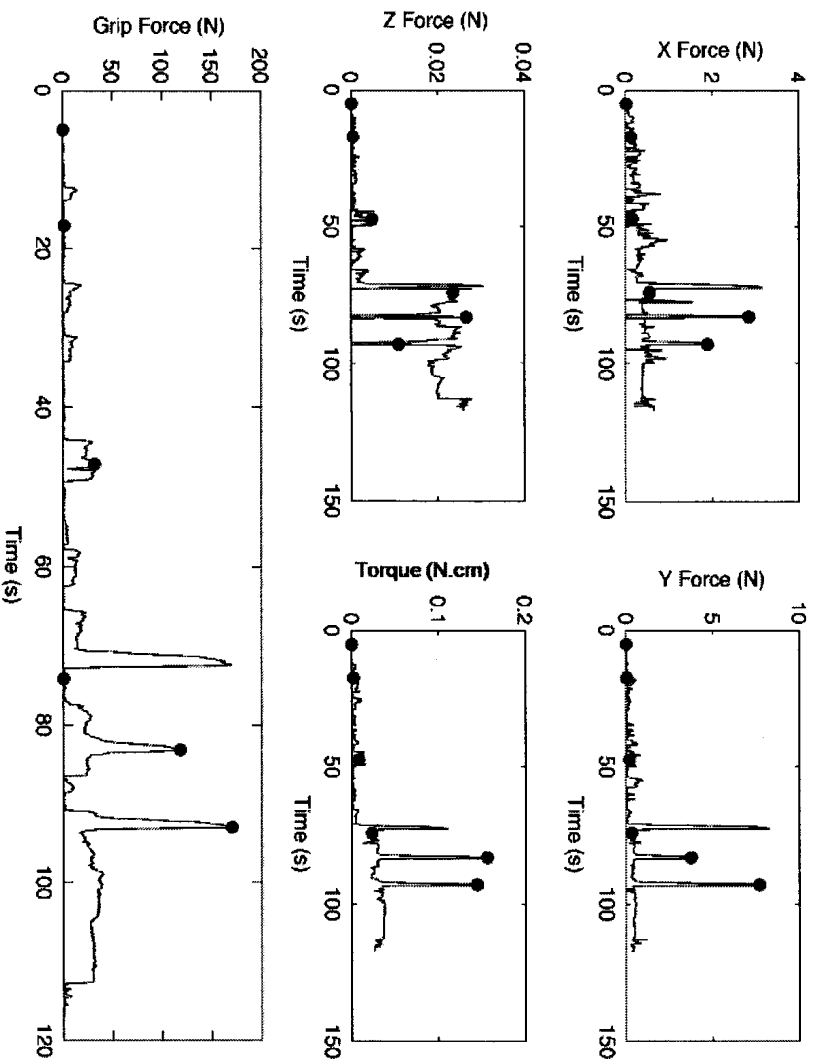 X Force (N)
0 2 4
0 50 100 150
Time (s)
Y Force (N)
0 5 10
0 50 100 150
Time (s)
Z Force (N)
0 0.02 0.04
0 50 100 150
Time (s)
Torque (N.cm)
0 0.1 0.2
0 50 100 150
Time (s)
Grip Force (N)
0 50 100 150 200
0 20 40 60 80 100 120
Time (s)